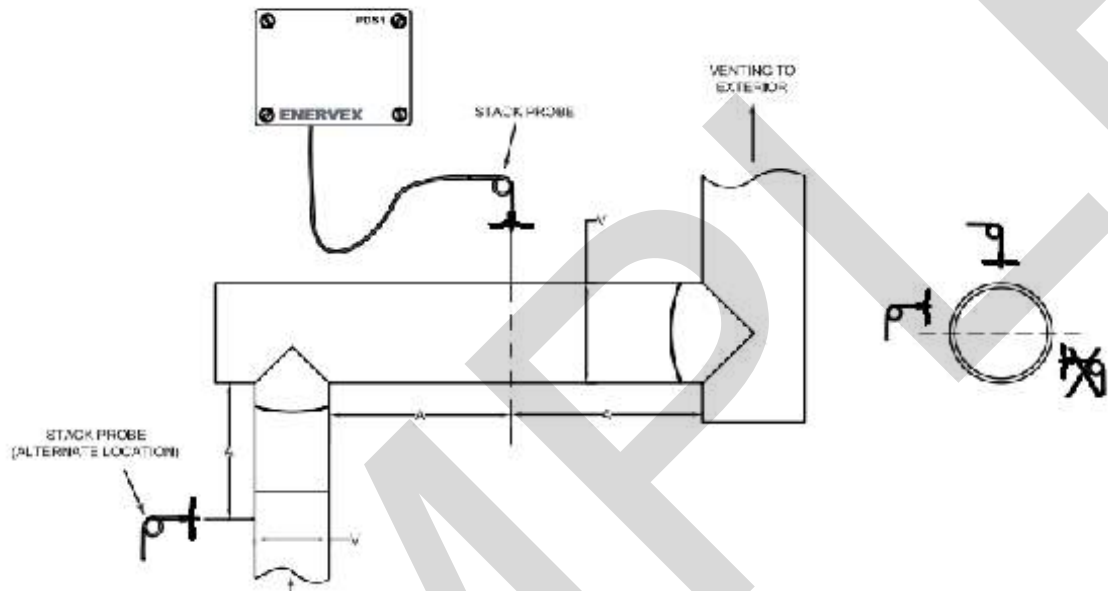 PDS1
ENERVEX
STACK PROBE
VENTING TO
EXTERIOR
V
A
A
STACK PROBE
(ALTERNATE LOCATION)
V